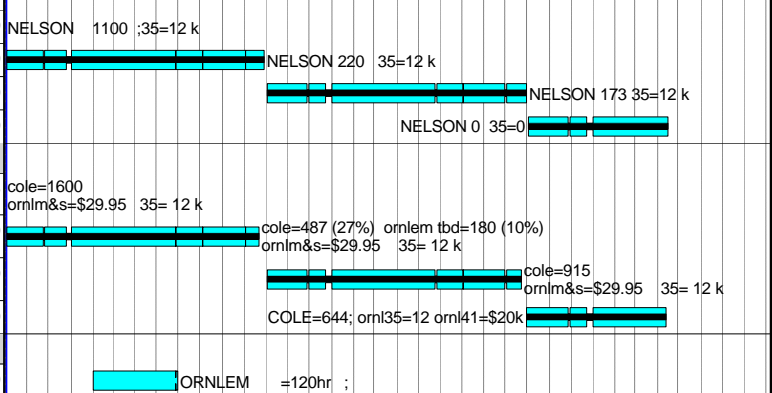 NELSON 1100 ;35=12 k
NELSON 220 35=12 k
NELSON 173 35=12 k
NELSON 0 35=0
cole=1600
ornlm&s=$29.95 35= 12 k
cole=487 (27%) ornlem tbd=180 (10%)
ornlm&s=$29.95 35= 12 k
cole=915
ornlm&s=$29.95 35= 12 k
COLE=644; ornl35=12 ornl41=$20k
ORNLEM =120hr ;